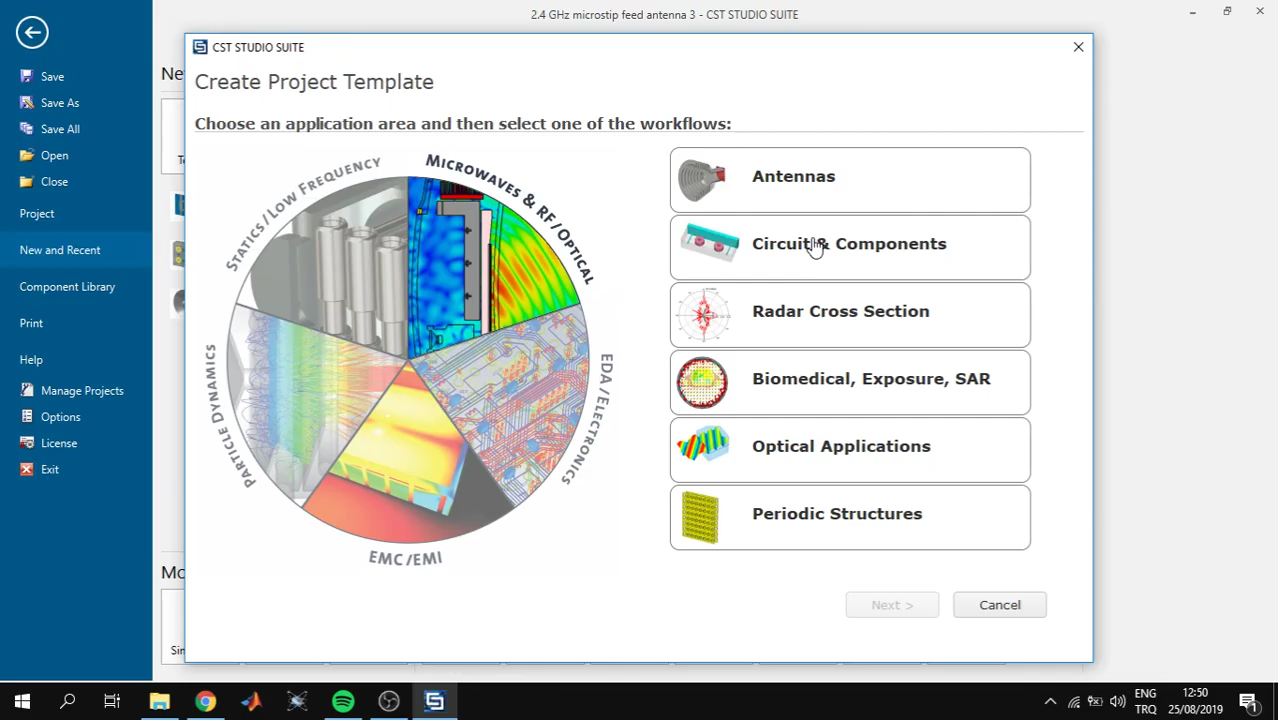 2.4 GHz microstip feed antenna 3 - CST STUDIO SUITE
Save
Save As
Save All
Open
Close
Project
New and Recent
Component Library
Print
Help
Manage Projects
Options
License
Exit
CST STUDIO SUITE
Create Project Template
Choose an application area and then select one of the workflows:
STATICS/LOW FREQUENCY
MICROWAVES & RF/OPTICAL
EDA/ELECTRONICS
EMC/EMI
PARTICLE DYNAMICS
Antennas
Circuit & Components
Radar Cross Section
Biomedical, Exposure, SAR
Optical Applications
Periodic Structures
Next >
Cancel
ENG
TRQ
12:50
25/08/2019
1